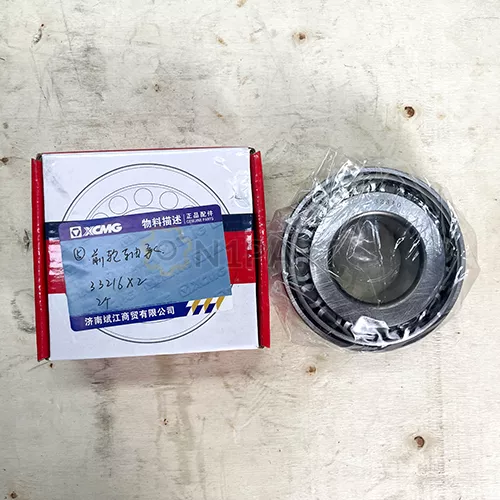 XCMG
物料描述
正品配件
GENUINE PARTS
前轮轴承
33216X2
济南斌江商贸有限公司
N1PA